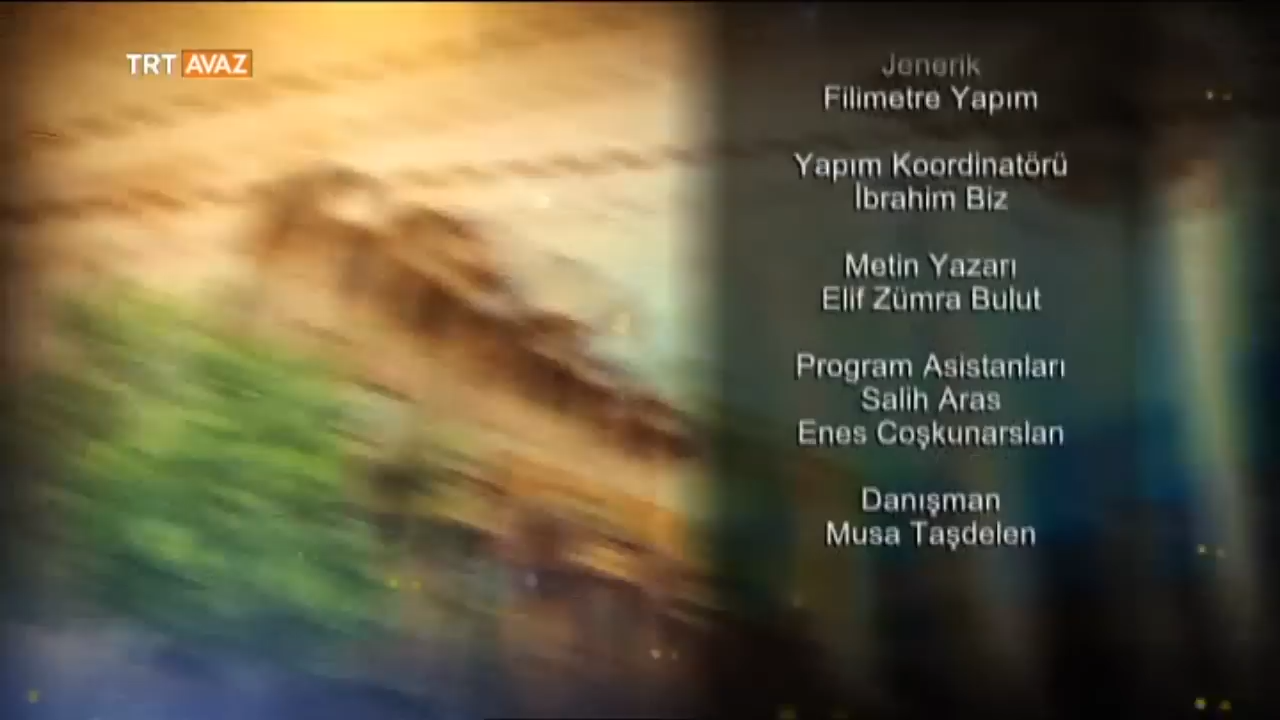 TRT AVAZ
Jenerik
Filimetre Yapım
Yapım Koordinatörü
İbrahim Biz
Metin Yazarı
Elif Zümra Bulut
Program Asistanları
Salih Aras
Enes Coşkunarslan
Danışman
Musa Taşdelen